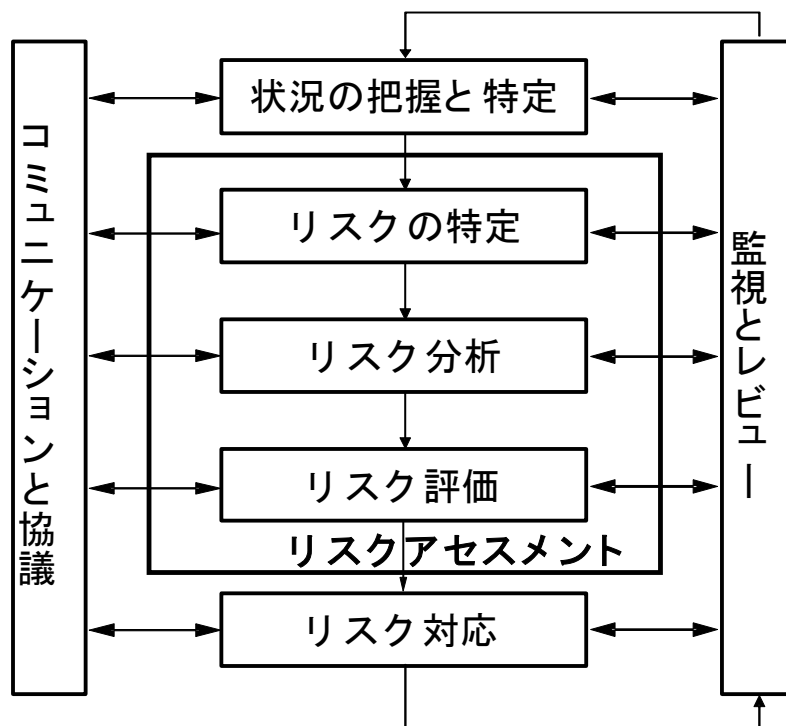 状況の把握と特定
コミュニケーションと協議
リスクの特定
監視とレビュー
リスク分析
リスク評価
リスクアセスメント
リスク対応